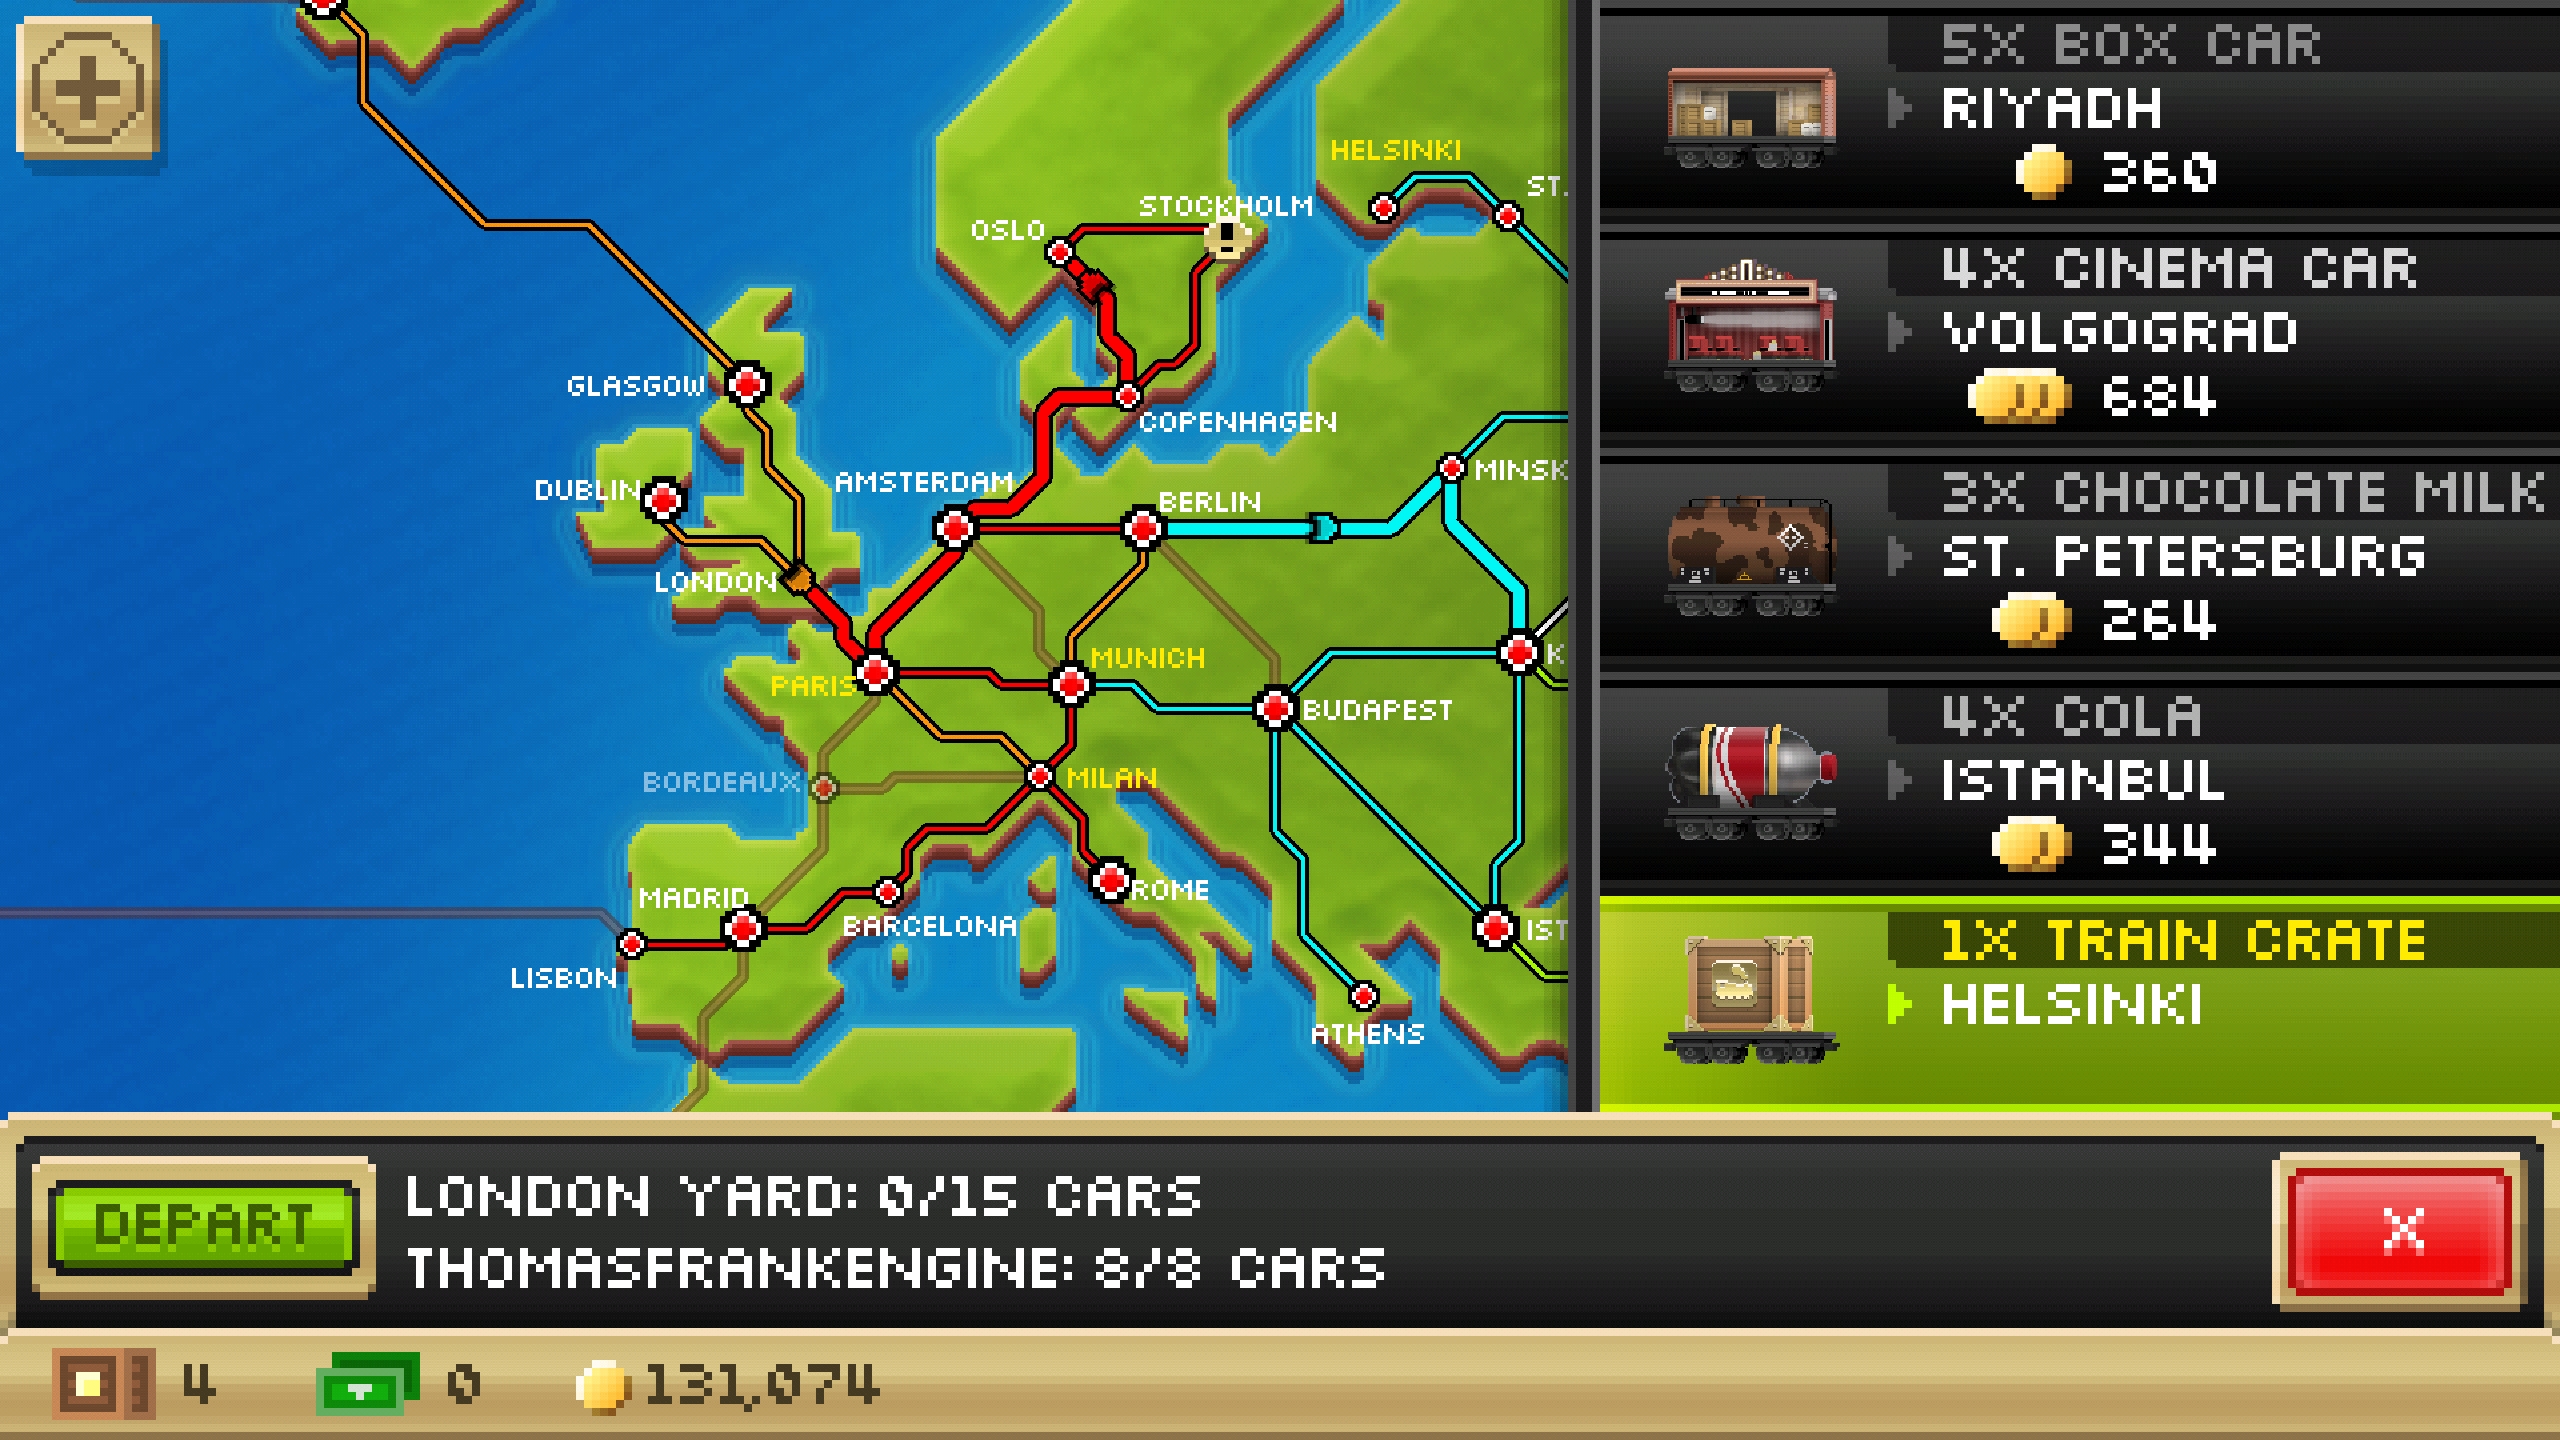 HELSINKI
ST.
STOCKHOLM
OSLO
GLASGOW
COPENHAGEN
MINSK
AMSTERDAM
DUBLIN
BERLIN
LONDON
K
MUNICH
PARIS
BUDAPEST
MILAN
BORDEAUX
ROME
MADRID
BARCELONA
IST
LISBON
ATHENS
5X BOX CAR
RIYADH
360
4X CINEMA CAR
VOLGOGRAD
684
3X CHOCOLATE MILK
ST. PETERSBURG
264
4X COLA
ISTANBUL
344
1X TRAIN CRATE
HELSINKI
DEPART
LONDON YARD: 0/15 CARS
THOMASFRANKENGINE: 8/8 CARS
X
4 0 131,074